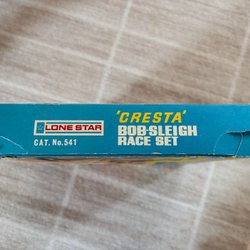 LONE STAR
CAT. No. 541
'CRESTA'
BOB-SLEIGH
RACE SET